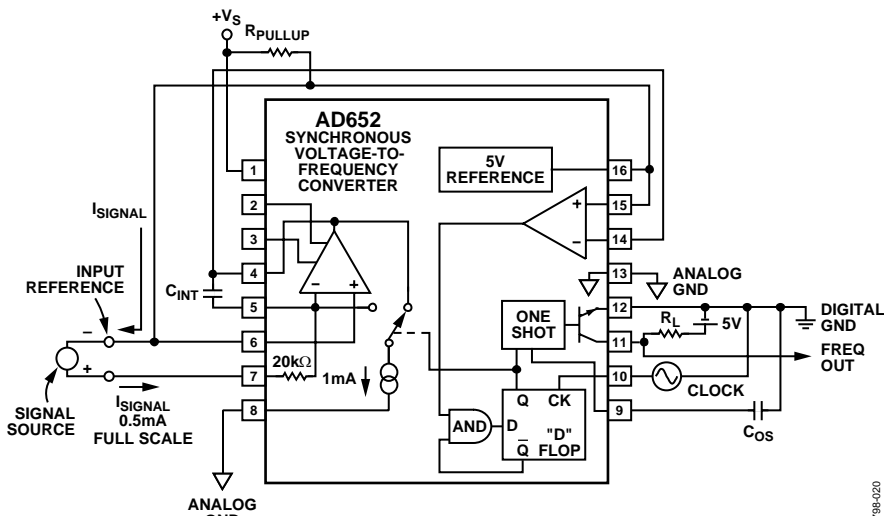 +VS
RPULLUP
AD652
SYNCHRONOUS
VOLTAGE-TO-
FREQUENCY
CONVERTER
5V
REFERENCE
1
2
3
4
5
6
7
8
16
15
14
13
12
11
10
9
+
–
–
+
ISIGNAL
INPUT
REFERENCE
CINT
–
+
SIGNAL
SOURCE
ISIGNAL
0.5mA
FULL SCALE
20kΩ
1mA
ONE
SHOT
AND
Q CK
D
"D"
Q FLOP
ANALOG
GND
RL
5V
DIGITAL
GND
FREQ
OUT
CLOCK
COS
ANALOG
798-020